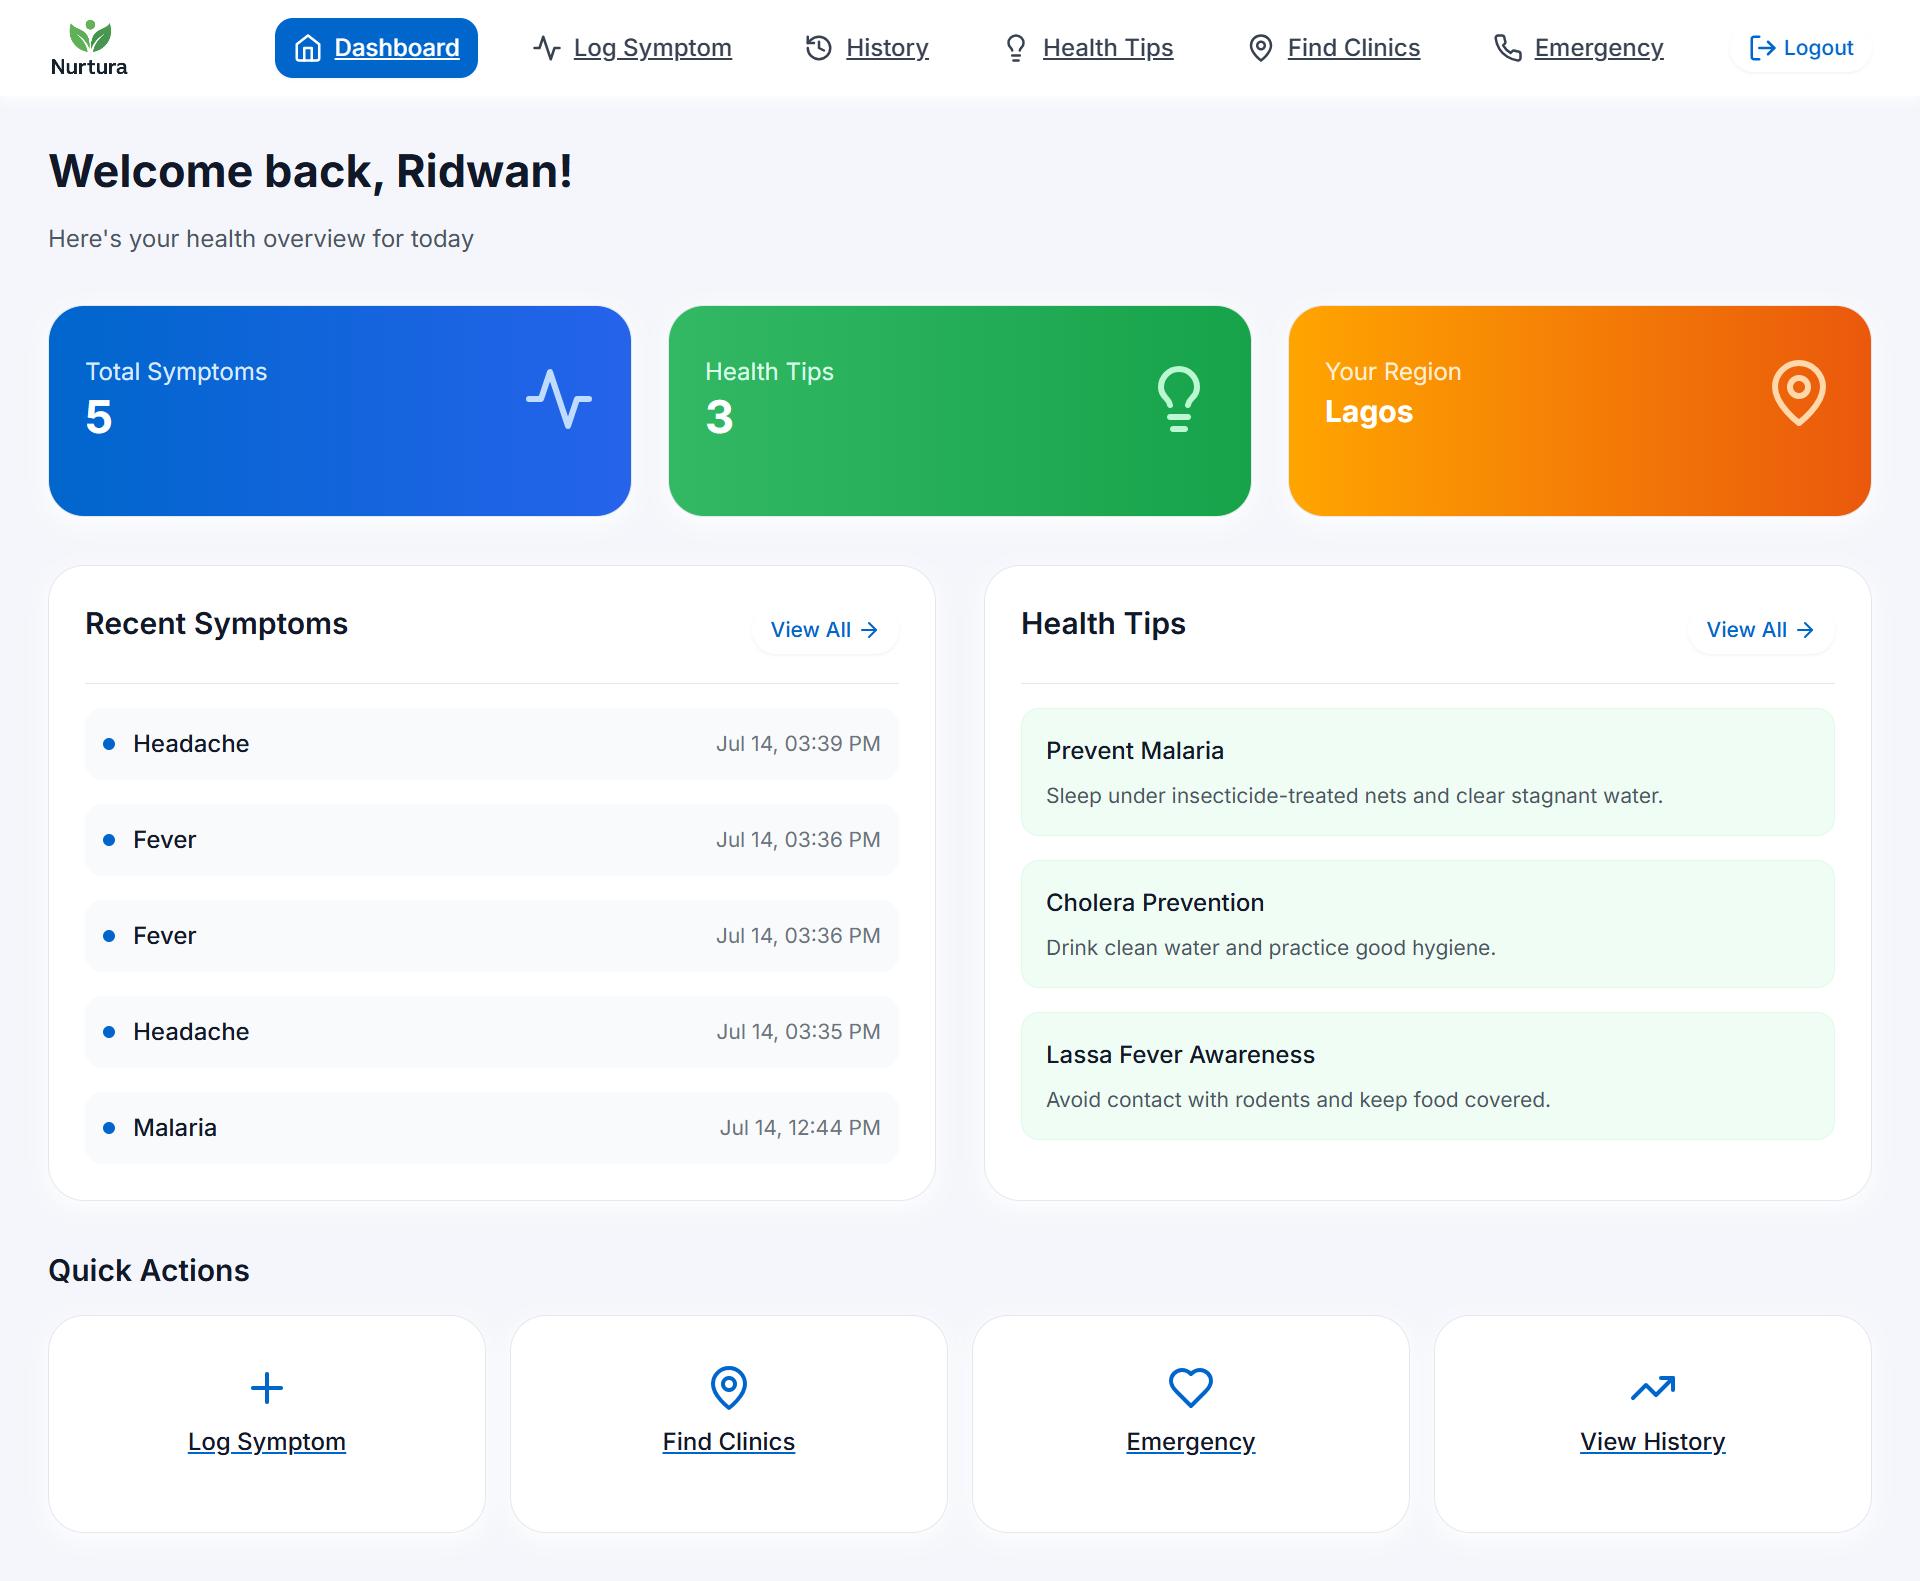 Nurtura
Dashboard
Log Symptom
History
Health Tips
Find Clinics
Emergency
Logout
Welcome back, Ridwan!
Here's your health overview for today
Total Symptoms
5
Health Tips
3
Your Region
Lagos
Recent Symptoms
View All
Headache
Jul 14, 03:39 PM
Fever
Jul 14, 03:36 PM
Fever
Jul 14, 03:36 PM
Headache
Jul 14, 03:35 PM
Malaria
Jul 14, 12:44 PM
Health Tips
View All
Prevent Malaria
Sleep under insecticide-treated nets and clear stagnant water.
Cholera Prevention
Drink clean water and practice good hygiene.
Lassa Fever Awareness
Avoid contact with rodents and keep food covered.
Quick Actions
Log Symptom
Find Clinics
Emergency
View History